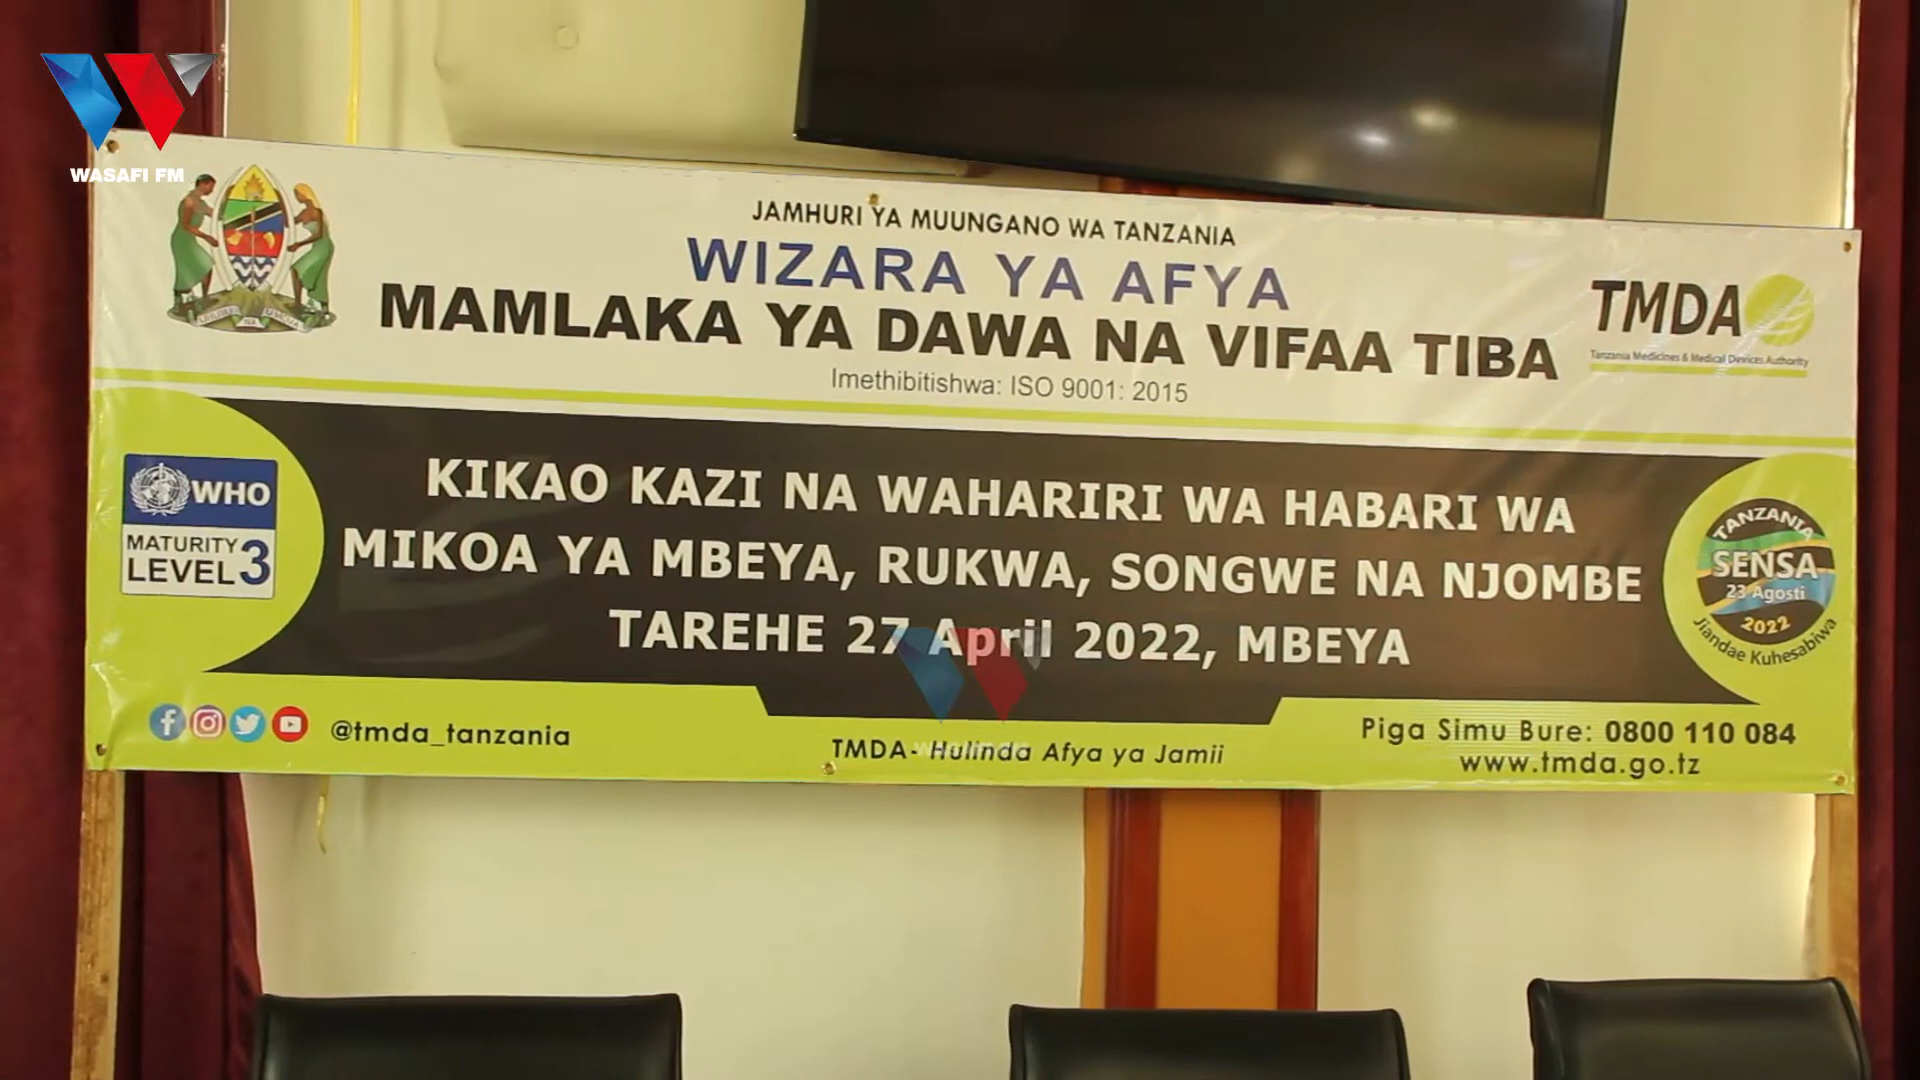 WASAFI FM
JAMHURI YA MUUNGANO WA TANZANIA
WIZARA YA AFYA
MAMLAKA YA DAWA NA VIFAA TIBA
Imethibitishwa: ISO 9001: 2015
TMDA
Tanzania Medicines & Medical Devices Authority
WHO
MATURITY
LEVEL 3
KIKAO KAZI NA WAHARIRI WA HABARI WA
MIKOA YA MBEYA, RUKWA, SONGWE NA NJOMBE
TAREHE 27 April 2022, MBEYA
TANZANIA
SENSA
23 Agosti
2022
Jiandae Kuhesabiwa
@tmda_tanzania
TMDA- Hulinda Afya ya Jamii
Piga Simu Bure: 0800 110 084
www.tmda.go.tz